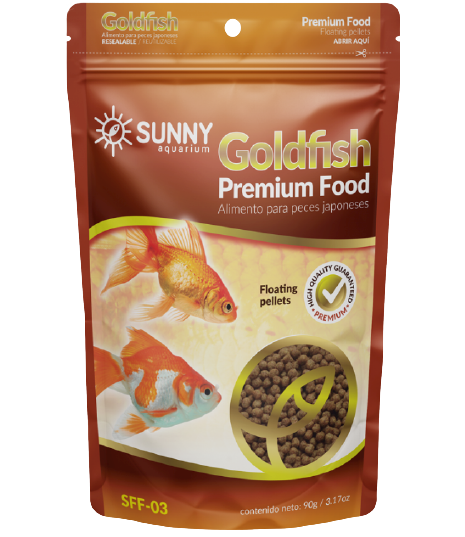 Goldfish
Alimento para peces japoneses
RESEALABLE / RECLOSABLE
Premium Food
Floating pellets
ABRIR AQUÍ
SUNNY
aquarium
Goldfish
Premium Food
Alimento para peces japoneses
Floating
pellets
HIGH QUALITY GUARANTEED
PREMIUM
SFF-03
contenido neto: 90g / 3.17oz